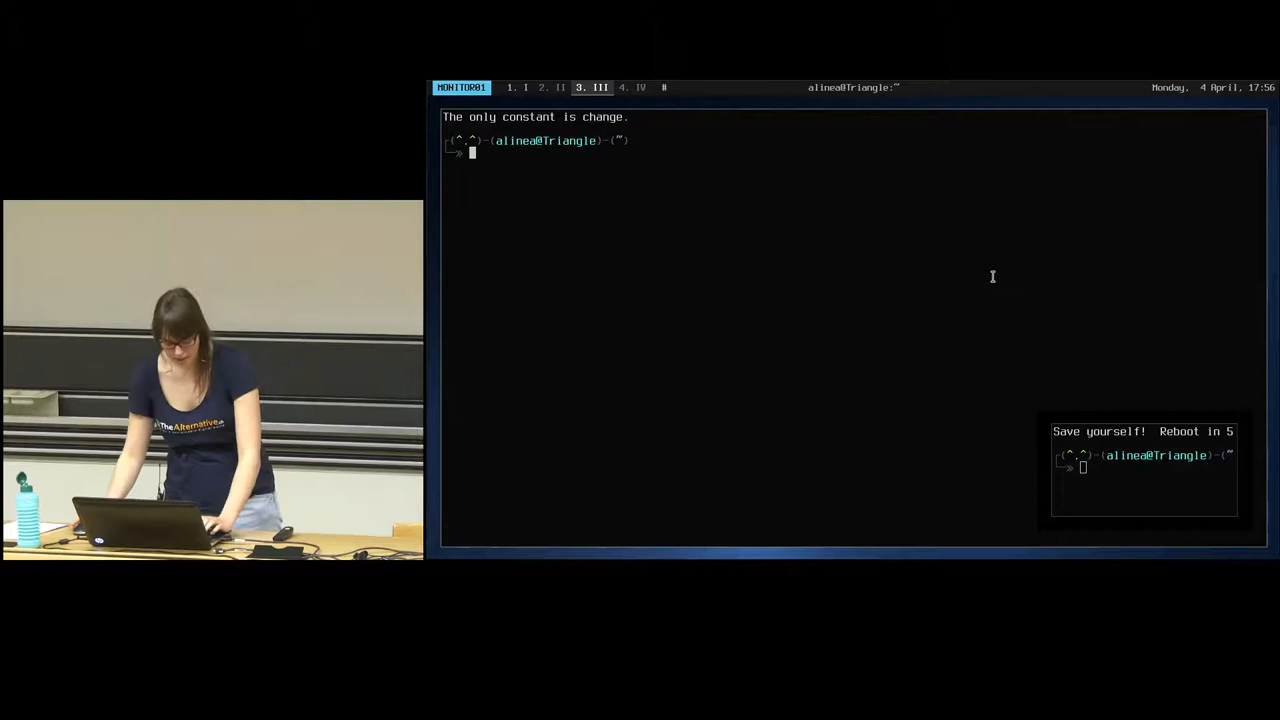 MONITOR01 1. I 2. II 3. III 4. IV # alinea@Triangle:~ Monday, 4 April, 17:56
The only constant is change.
┌(^.^)-(alinea@Triangle)-(~)
└─»
Save yourself! Reboot in 5
┌(^.^)-(alinea@Triangle)-(~
└─»
TheAlternative.ch